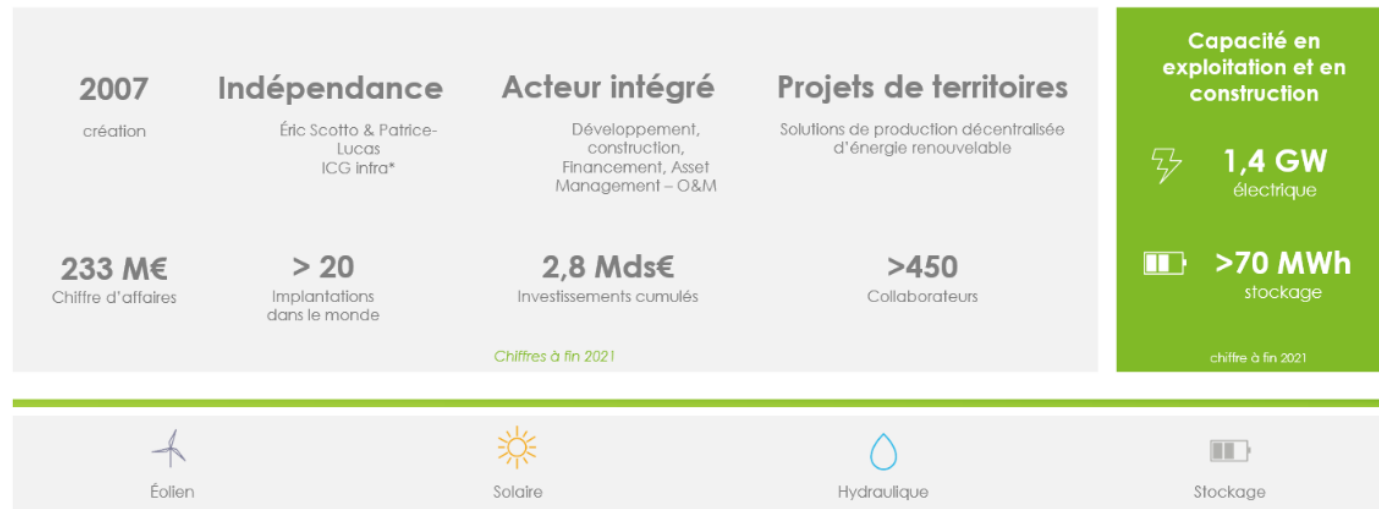 2007
création
Indépendance
Éric Scotto & Patrice-
Lucas
ICG infra*
Acteur intégré
Développement,
construction,
Financement, Asset
Management – O&M
Projets de territoires
Solutions de production décentralisée
d'énergie renouvelable
233 M€
Chiffre d'affaires
> 20
Implantations
dans le monde
2,8 Mds€
Investissements cumulés
>450
Collaborateurs
Chiffres à fin 2021
Capacité en
exploitation et en
construction
1,4 GW
électrique
>70 MWh
stockage
chiffre à fin 2021
Éolien
Solaire
Hydraulique
Stockage